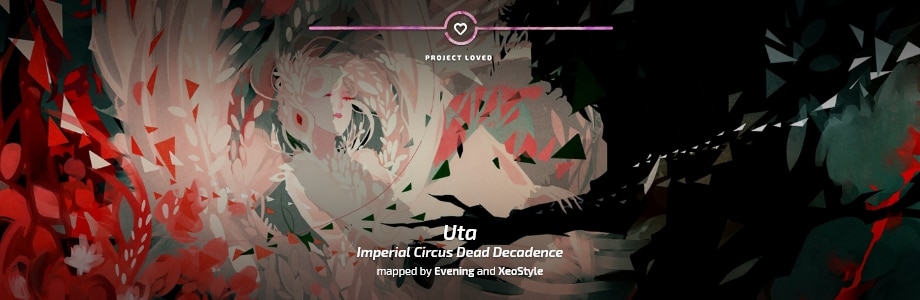 PROJECT LOVED
Uta
Imperial Circus Dead Decadence
mapped by Evening and XeoStyle